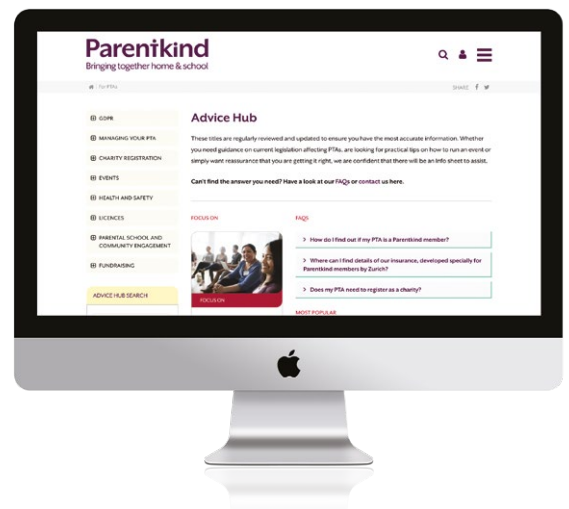 Parentkind
Bringing together home & school
For PTAs
SHARE
GDPR
MANAGING YOUR PTA
CHARITY REGISTRATION
EVENTS
HEALTH AND SAFETY
LICENCES
PARENTAL SCHOOL AND
COMMUNITY ENGAGEMENT
FUNDRAISING
ADVICE HUB SEARCH
Advice Hub
These titles are regularly reviewed and updated to ensure you have the most accurate information. Whether
you need guidance on current legislation affecting PTAs, are looking for practical tips on how to run an event or
simply want reassurance that you are getting it right, we are confident that there will be an info sheet to assist.
Can't find the answer you need? Have a look at our FAQs or contact us here.
FOCUS ON
FOCUS ON
FAQS
How do I find out if my PTA is a Parentkind member?
Where can I find details of our insurance, developed specially for
Parentkind members by Zurich?
Does my PTA need to register as a charity?
MOST POPULAR